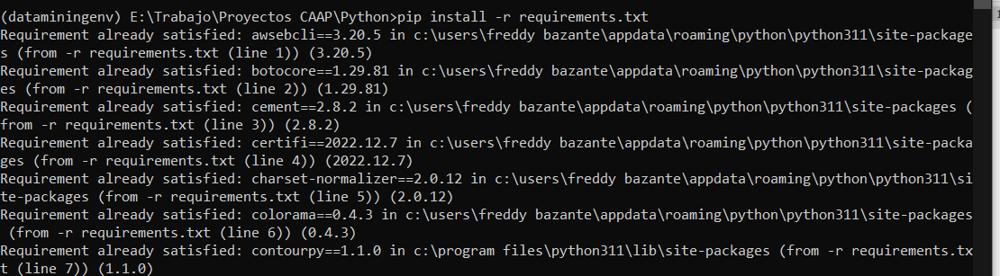 (dataminingenv) E:\Trabajo\Proyectos CAAP\Python>pip install -r requirements.txt
Requirement already satisfied: awsebcli==3.20.5 in c:\users\freddy bazante\appdata\roaming\python\python311\site-package
s (from -r requirements.txt (line 1)) (3.20.5)
Requirement already satisfied: botocore==1.29.81 in c:\users\freddy bazante\appdata\roaming\python\python311\site-packag
es (from -r requirements.txt (line 2)) (1.29.81)
Requirement already satisfied: cement==2.8.2 in c:\users\freddy bazante\appdata\roaming\python\python311\site-packages (
from -r requirements.txt (line 3)) (2.8.2)
Requirement already satisfied: certifi==2022.12.7 in c:\users\freddy bazante\appdata\roaming\python\python311\site-packa
ges (from -r requirements.txt (line 4)) (2022.12.7)
Requirement already satisfied: charset-normalizer==2.0.12 in c:\users\freddy bazante\appdata\roaming\python\python311\si
te-packages (from -r requirements.txt (line 5)) (2.0.12)
Requirement already satisfied: colorama==0.4.3 in c:\users\freddy bazante\appdata\roaming\python\python311\site-packages
 (from -r requirements.txt (line 6)) (0.4.3)
Requirement already satisfied: contourpy==1.1.0 in c:\program files\python311\lib\site-packages (from -r requirements.tx
t (line 7)) (1.1.0)